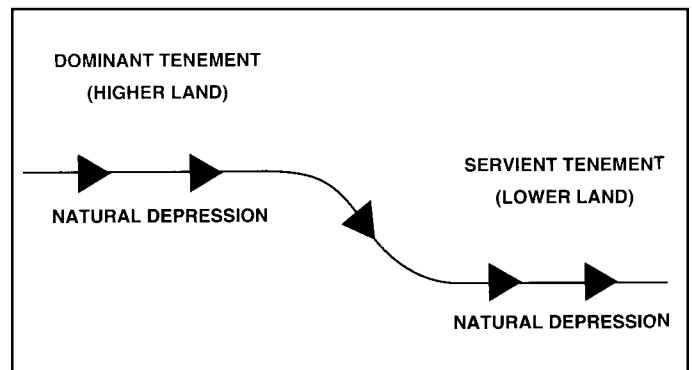 DOMINANT TENEMENT
(HIGHER LAND)
NATURAL DEPRESSION
SERVIENT TENEMENT
(LOWER LAND)
NATURAL DEPRESSION